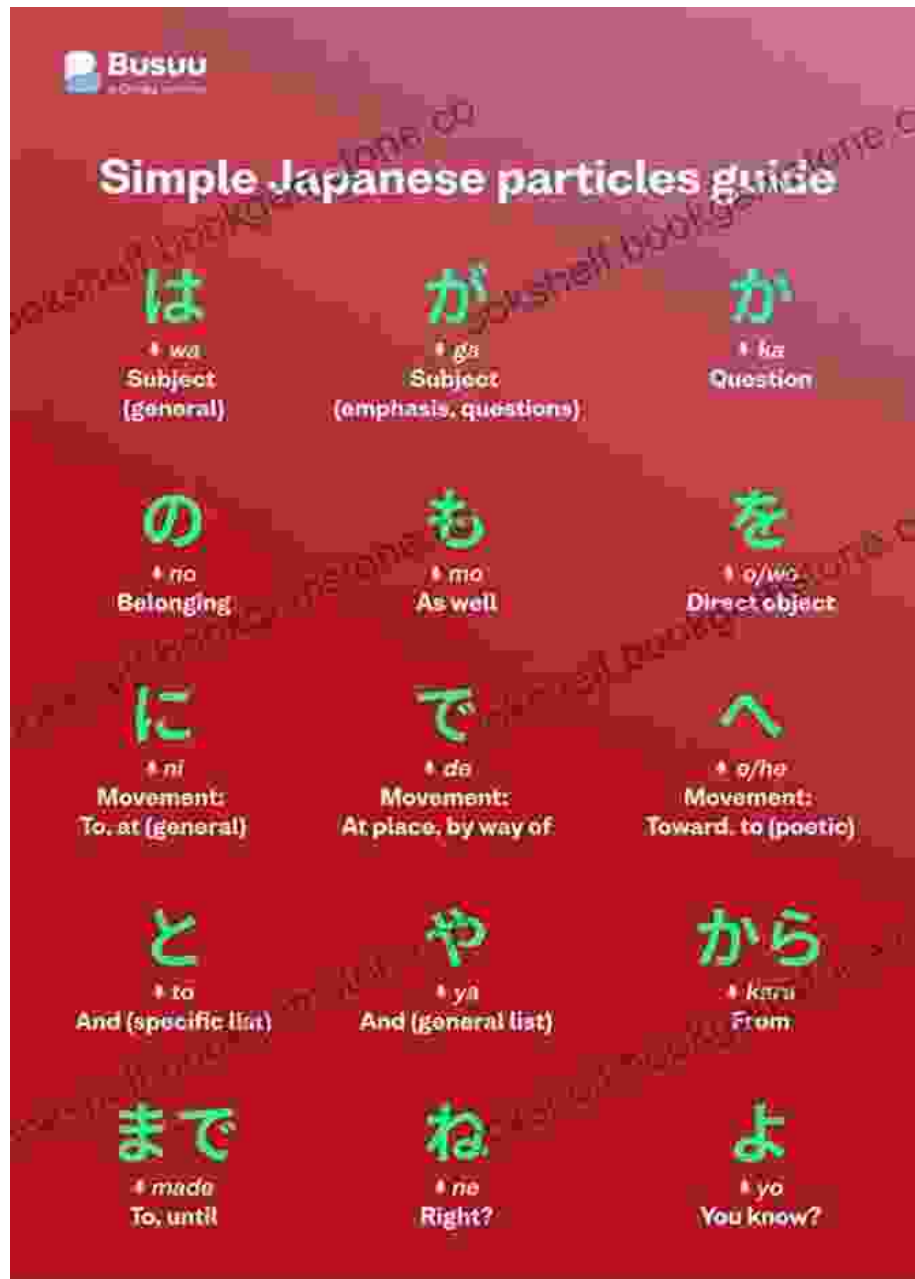 Busuu
Simple Japanese particles guide
は が か
wa ga ka
Subject Subject Question
(general) (emphasis, questions)
の も を
no mo o/wo
Belonging As well Direct object
に で へ
ni de e/he
Movement: Movement: Movement:
To, at (general) At place, by way of Toward, to (poetic)
と や から
to ya kara
And (specific list) And (general list) From
まで ね よ
made ne yo
To, until Right? You know?